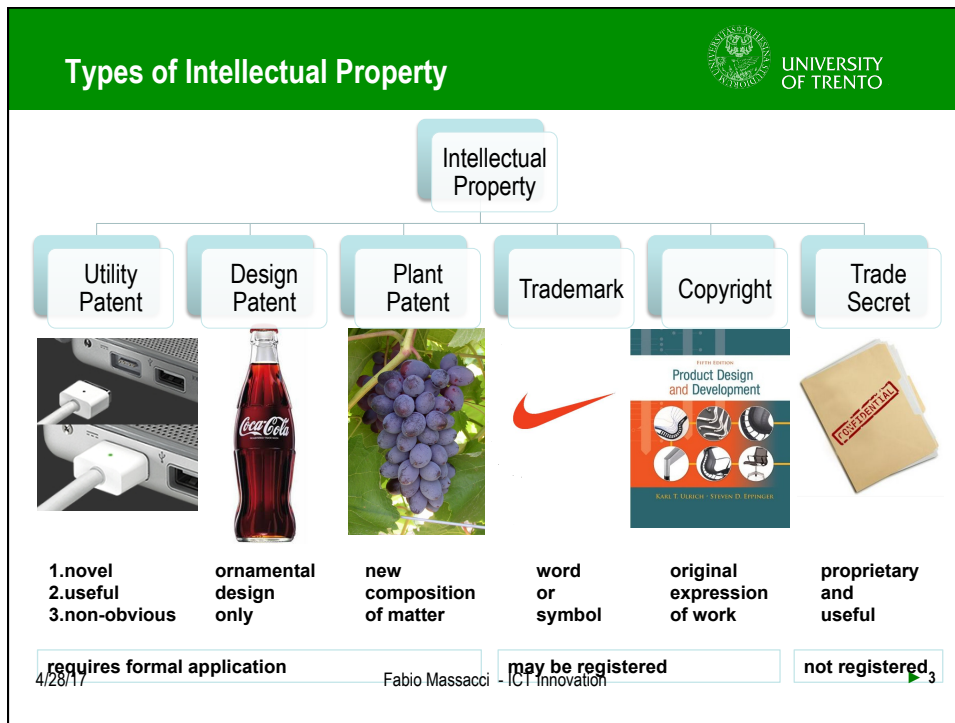 Types of Intellectual Property
UNIVERSITY
OF TRENTO
Intellectual
Property
Utility
Patent
Design
Patent
Plant
Patent
Trademark
Copyright
Trade
Secret
Coca-Cola
FIFTH EDITION
Product Design
and Development
KARL T. ULRICH · STEVEN D. EPPINGER
CONFIDENTIAL
1.novel
2.useful
3.non-obvious
ornamental
design
only
new
composition
of matter
word
or
symbol
original
expression
of work
proprietary
and
useful
requires formal application
may be registered
not registered
4/28/17
Fabio Massacci - ICT Innovation
3